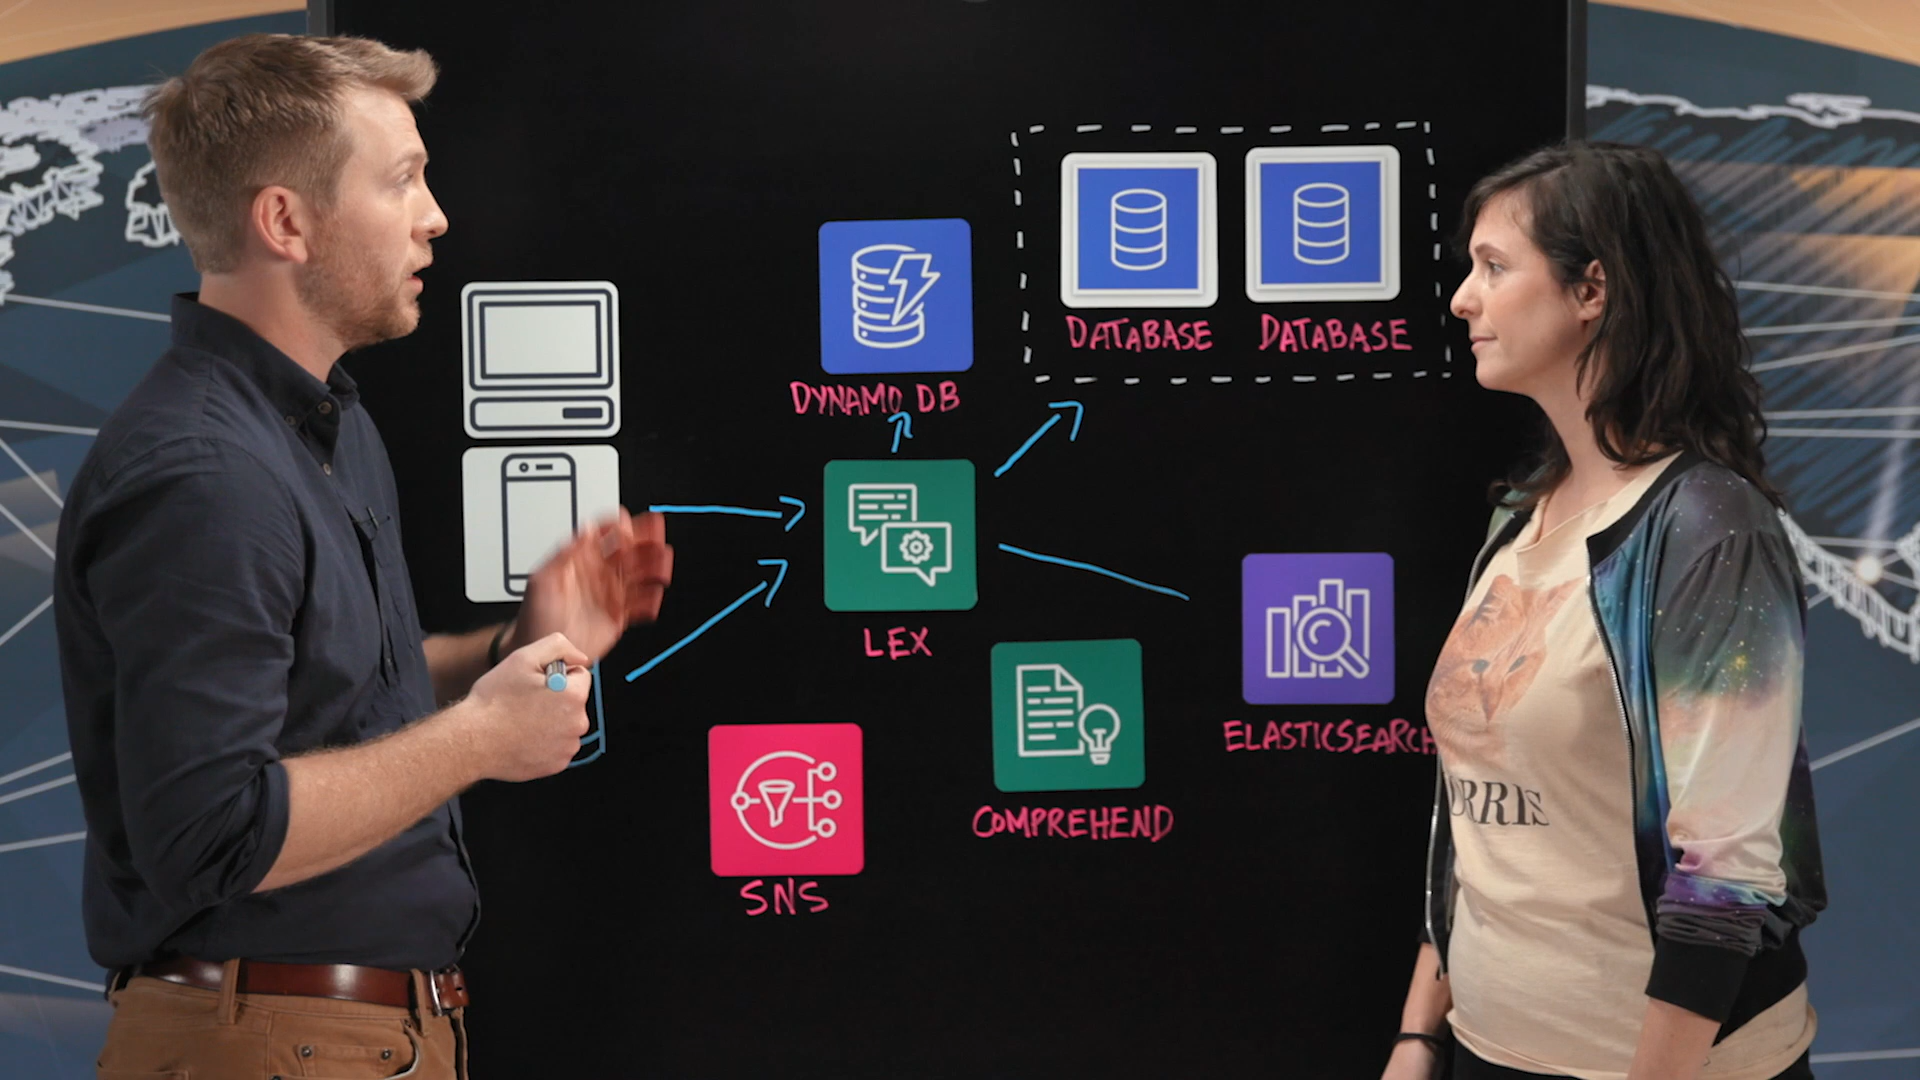 DATABASE
DATABASE
DYNAMO DB
LEX
ELASTICSEARCH
COMPREHEND
SNS